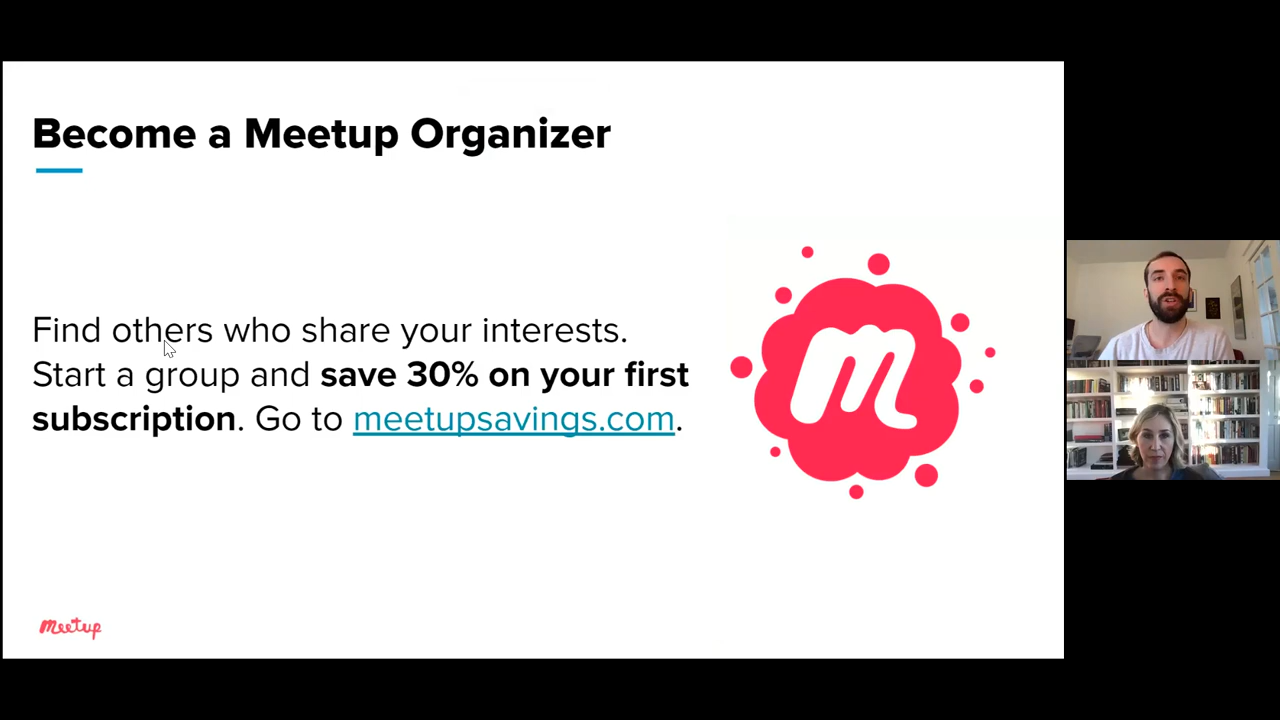 Become a Meetup Organizer
Find others who share your interests.
Start a group and save 30% on your first
subscription. Go to meetupsavings.com.
m
meetup